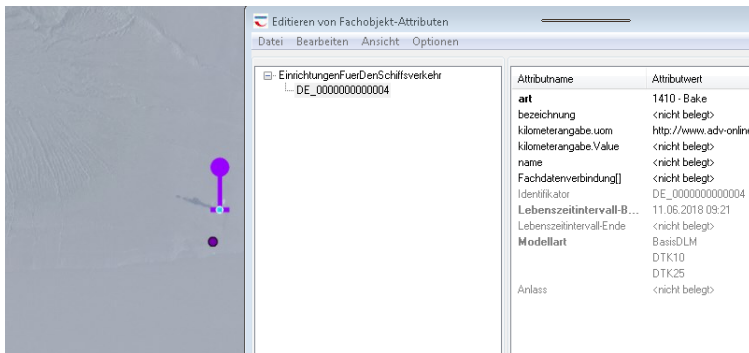 Editieren von Fachobjekt-Attributen
Datei Bearbeiten Ansicht Optionen
EinrichtungenFuerDenSchiffsverkehr
DE_0000000000004
Attributname Attributwert
art 1410 - Bake
bezeichnung <nicht belegt>
kilometerangabe.uom http://www.adv-online
kilometerangabe.Value <nicht belegt>
name <nicht belegt>
Fachdatenverbindung[] <nicht belegt>
Identifikator DE_0000000000004
Lebenszeitintervall-B... 11.06.2018 09:21
Lebenszeitintervall-Ende <nicht belegt>
Modellart BasisDLM
DTK10
DTK25
Anlass <nicht belegt>